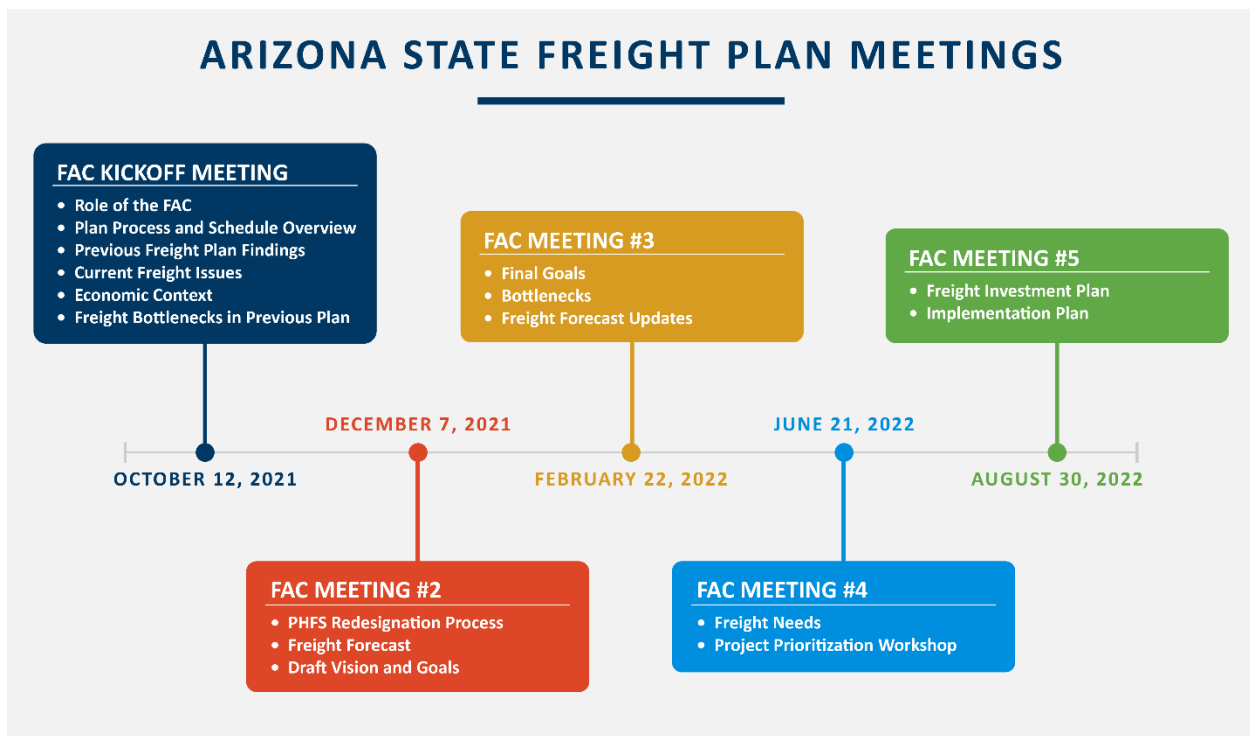 ARIZONA STATE FREIGHT PLAN MEETINGS
FAC KICKOFF MEETING
• Role of the FAC
• Plan Process and Schedule Overview
• Previous Freight Plan Findings
• Current Freight Issues
• Economic Context
• Freight Bottlenecks in Previous Plan
FAC MEETING #3
• Final Goals
• Bottlenecks
• Freight Forecast Updates
FAC MEETING #5
• Freight Investment Plan
• Implementation Plan
DECEMBER 7, 2021
JUNE 21, 2022
OCTOBER 12, 2021
FEBRUARY 22, 2022
AUGUST 30, 2022
FAC MEETING #2
• PHFS Redesignation Process
• Freight Forecast
• Draft Vision and Goals
FAC MEETING #4
• Freight Needs
• Project Prioritization Workshop